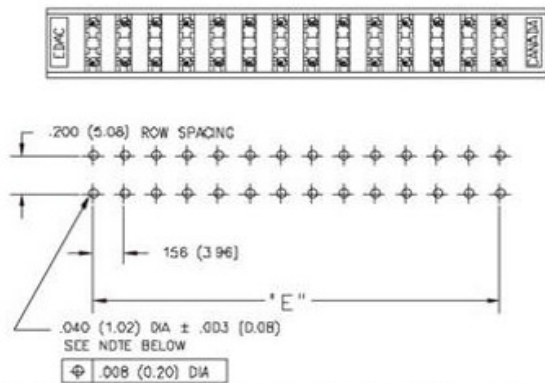 EDAC CANADA
.200 (5.08) ROW SPACING
.156 (3.96)
"E"
.040 (1.02) DIA ± .003 (0.08)
SEE NOTE BELOW
⌖ .008 (0.20) DIA